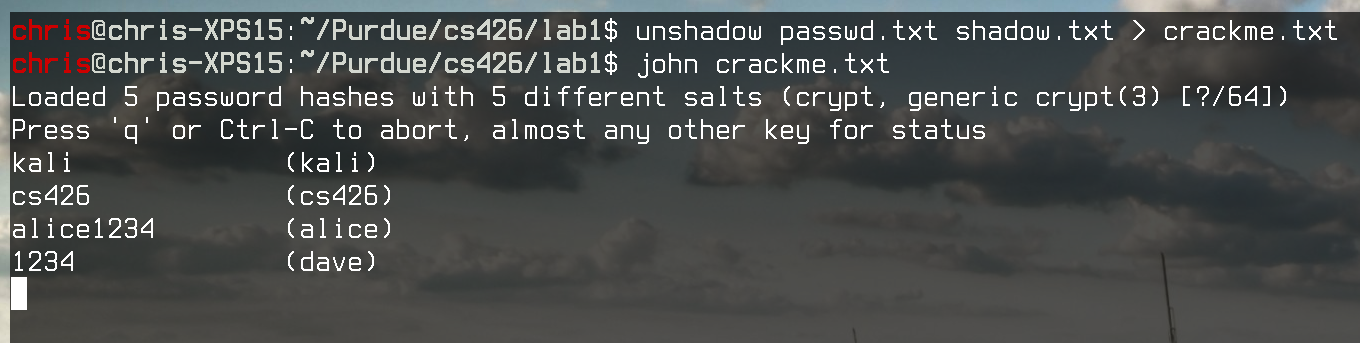 chris@chris-XPS15:~/Purdue/cs426/lab1$ unshadow passwd.txt shadow.txt > crackme.txt
chris@chris-XPS15:~/Purdue/cs426/lab1$ john crackme.txt
Loaded 5 password hashes with 5 different salts (crypt, generic crypt(3) [?/64])
Press 'q' or Ctrl-C to abort, almost any other key for status
kali             (kali)
cs426            (cs426)
alice1234        (alice)
1234             (dave)